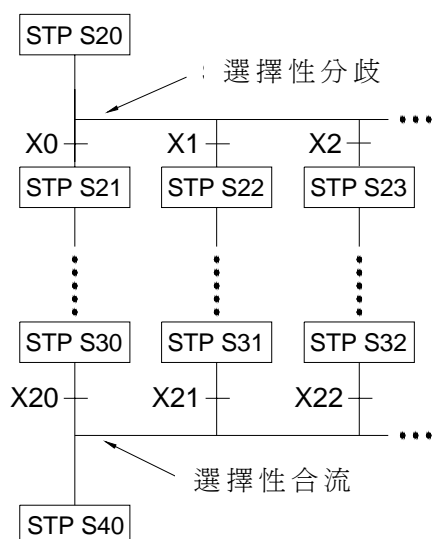 STP S20
選擇性分歧
X0 X1 X2
STP S21 STP S22 STP S23
STP S30 STP S31 STP S32
X20 X21 X22
選擇性合流
STP S40